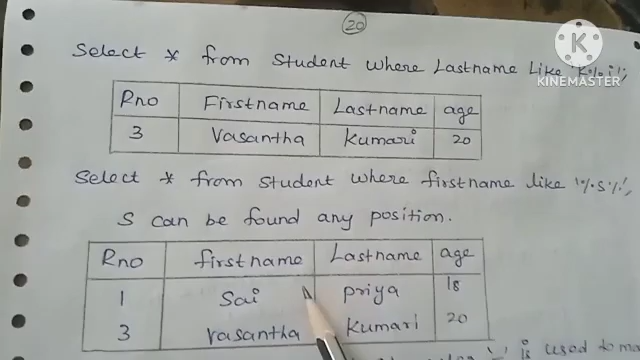 20
Select * from Student where Lastname Like 'K%i%';
KINEMASTER
Rno Firstname Lastname age
3 Vasantha Kumari 20
Select * from Student where firstname like '%s%';
S can be found any position.
Rno firstname Lastname age
1 Sai priya 18
3 vasantha kumari 20
is used to ma